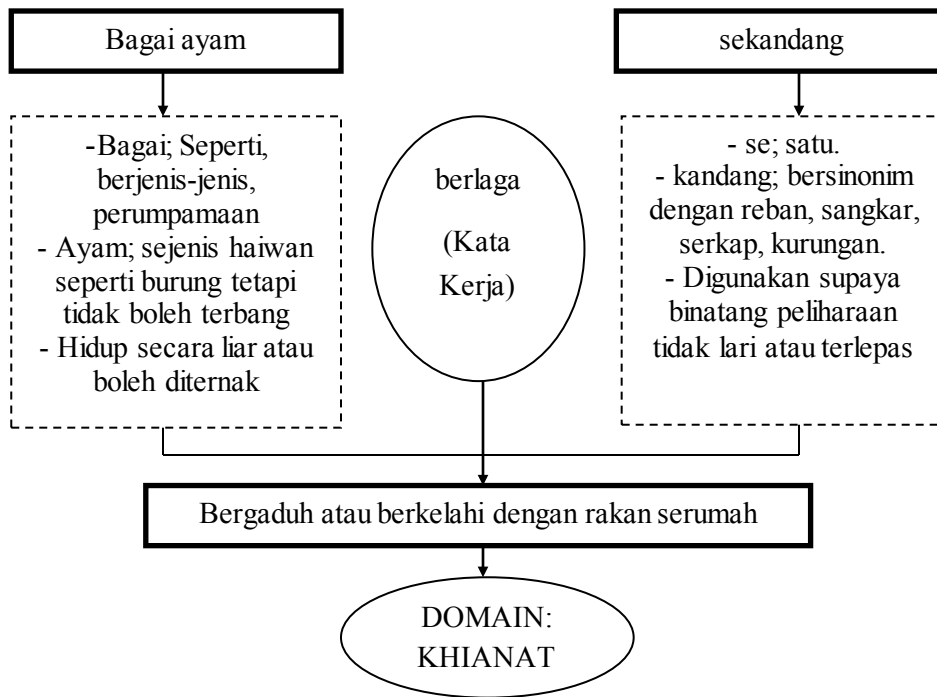 Bagai ayam
sekandang
-Bagai; Seperti,
berjenis-jenis,
perumpamaan
- Ayam; sejenis haiwan
seperti burung tetapi
tidak boleh terbang
- Hidup secara liar atau
boleh diternak
berlaga
(Kata
Kerja)
- se; satu.
- kandang; bersinonim
dengan reban, sangkar,
serkap, kurungan.
- Digunakan supaya
binatang peliharaan
tidak lari atau terlepas
Bergaduh atau berkelahi dengan rakan serumah
DOMAIN:
KHIANAT